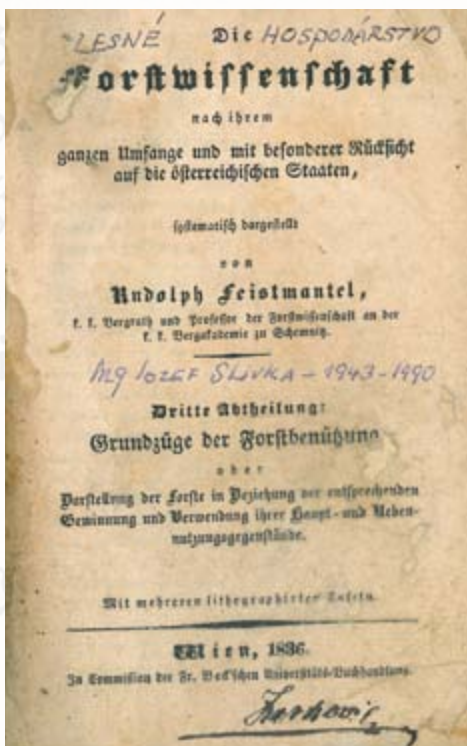 LESNÉ Die HOSPODÁRSTVO
Forstwissenschaft
nach ihrem
ganzen Umfange und mit besonderer Rücksicht
auf die österreichischen Staaten,
systematisch dargestellt
von
Rudolph Feistmantel,
k. k. Bergrath und Professor der Forstwissenschaft an der
k. k. Bergakademie zu Schemnitz.
JOZEF SLIVKA – 1943–1990
Dritte Abtheilung:
Grundzüge der Forstbenützung
oder
Darstellung der Forste in Beziehung der entsprechenden
Gewinnung und Verwendung ihrer Haupt- und Neben-
nutzungsgegenstände.
Mit mehreren lithographirten Tafeln.
Wien, 1836.
In Commission der Fr. Beck'schen Universitäts-Buchhandlung.